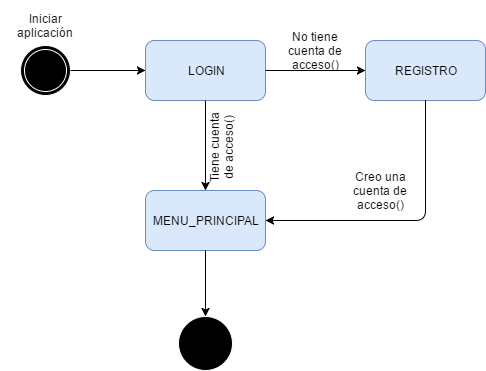 Iniciar
aplicación
LOGIN
No tiene
cuenta de
acceso()
REGISTRO
Tiene cuenta
de acceso()
Creo una
cuenta de
acceso()
MENU_PRINCIPAL